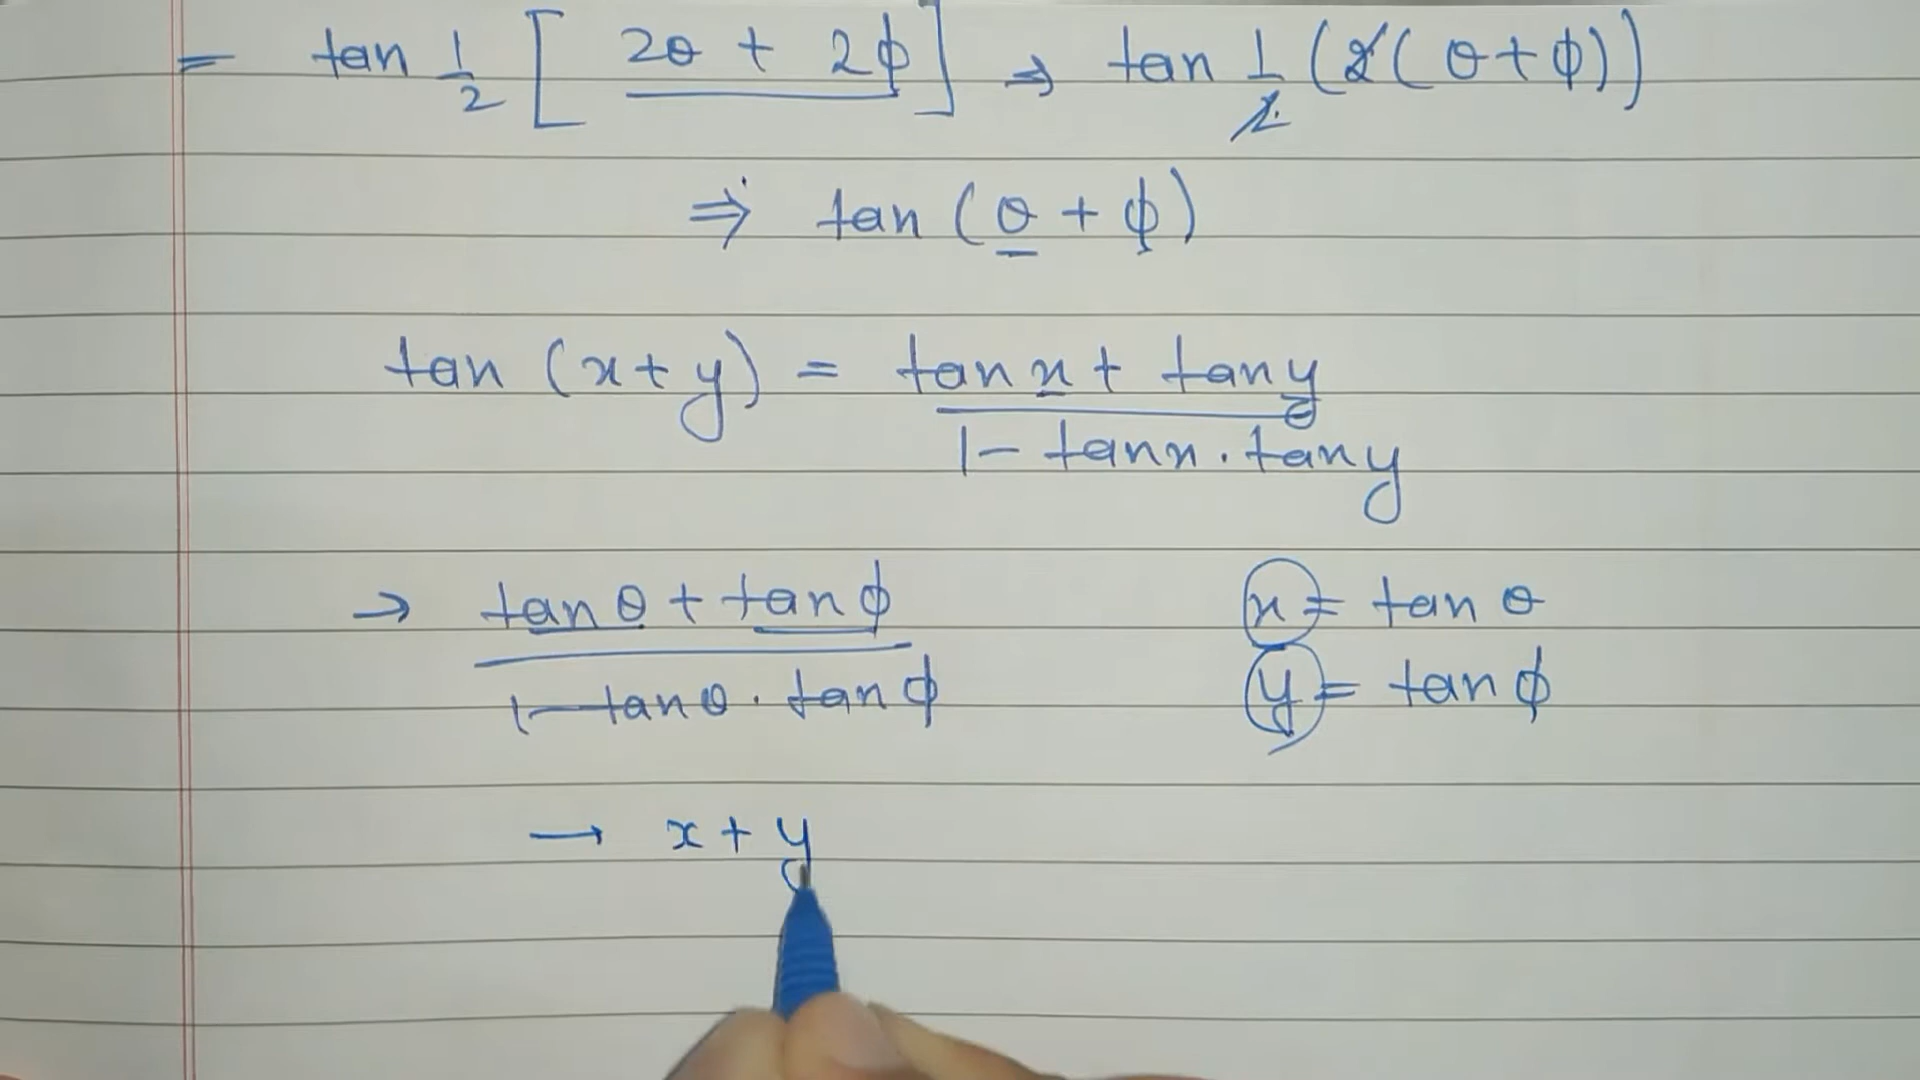 = tan 1/2 [ 2θ + 2ϕ ] ⇒ tan 1/2 (2(θ+ϕ))
⇒ tan (θ + ϕ)
tan (x+y) = tan x + tan y
1 - tan x . tan y
→ tan θ + tan ϕ
x = tan θ
1 - tan θ . tan ϕ
y = tan ϕ
→ x + y